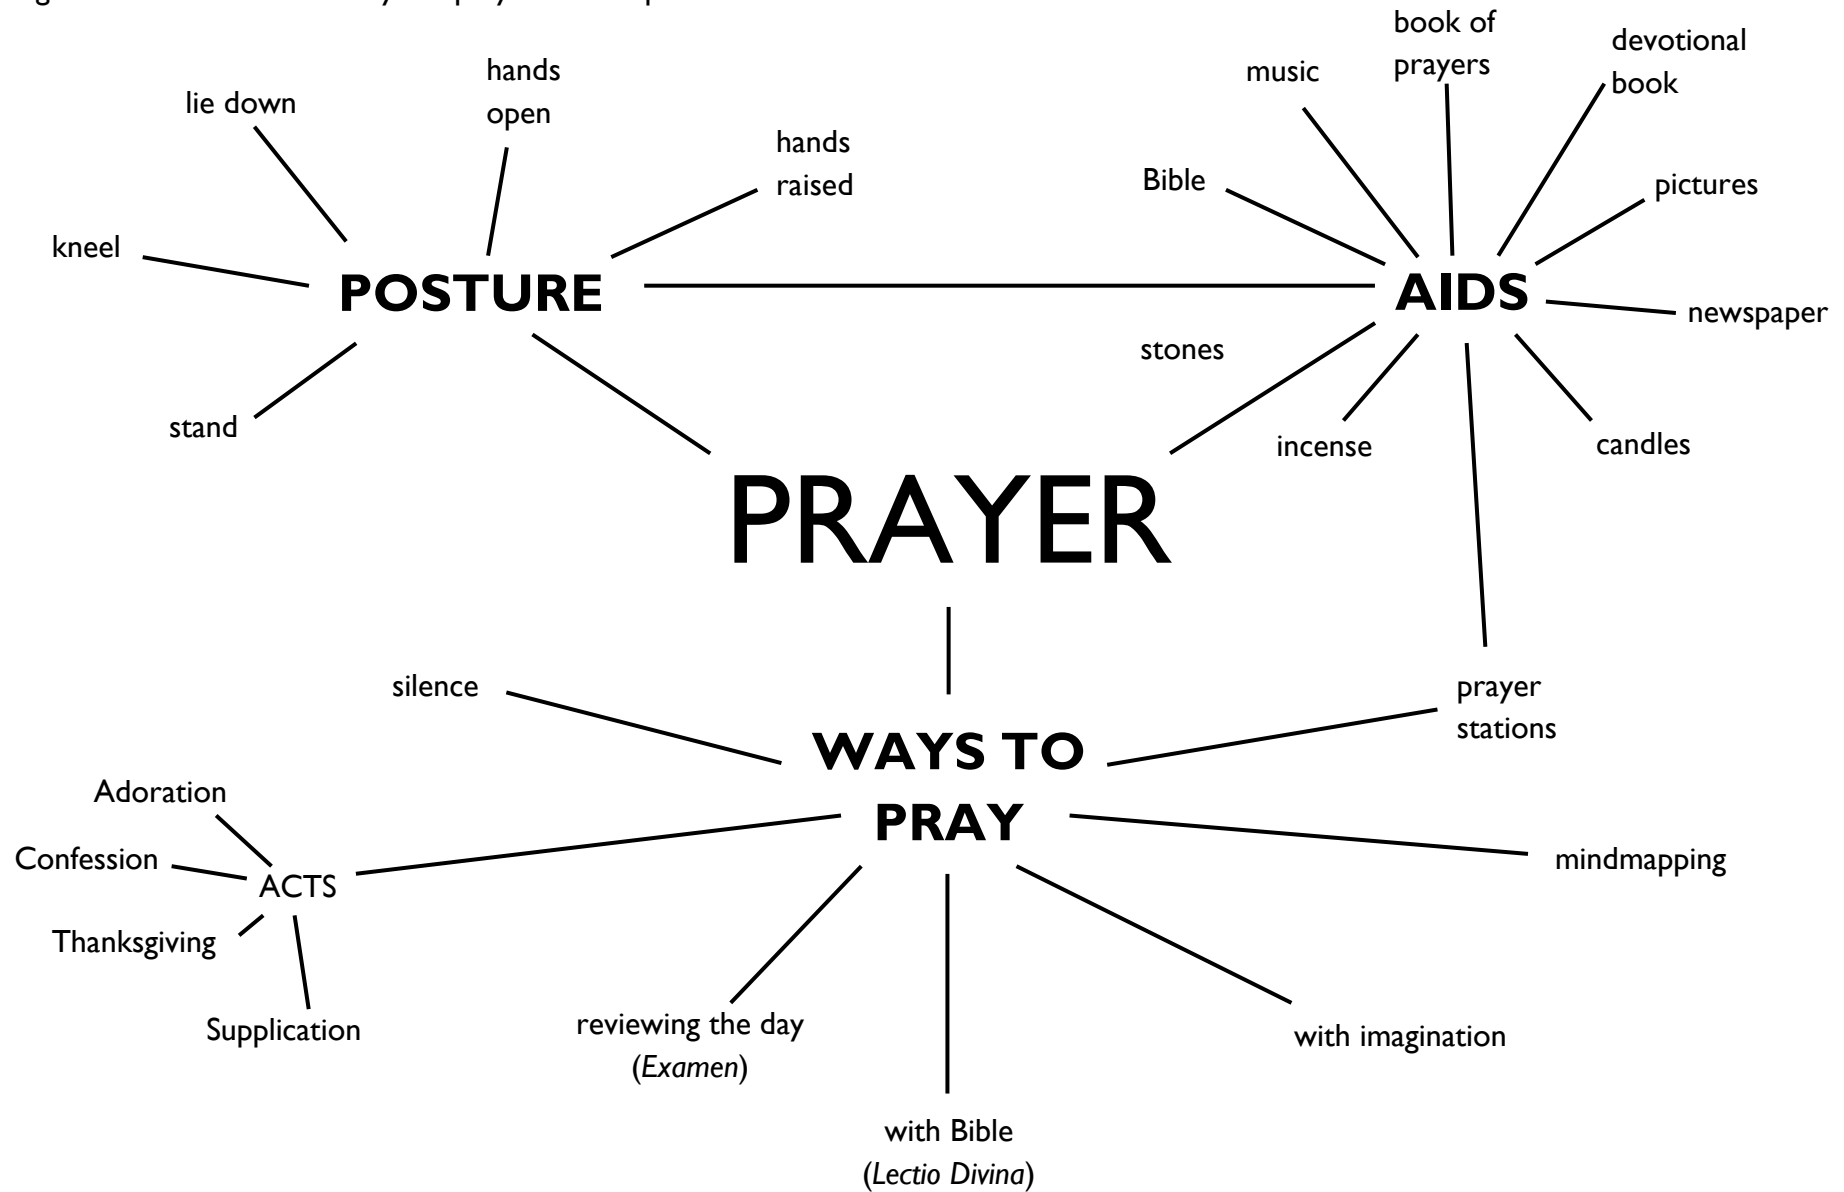 book of
prayers
devotional
book
music
hands
open
lie down
hands
raised
Bible
pictures
kneel
POSTURE
AIDS
newspaper
stones
stand
incense
candles
PRAYER
silence
prayer
stations
WAYS TO
PRAY
Adoration
Confession
ACTS
mindmapping
Thanksgiving
Supplication
reviewing the day
(Examen)
with imagination
with Bible
(Lectio Divina)